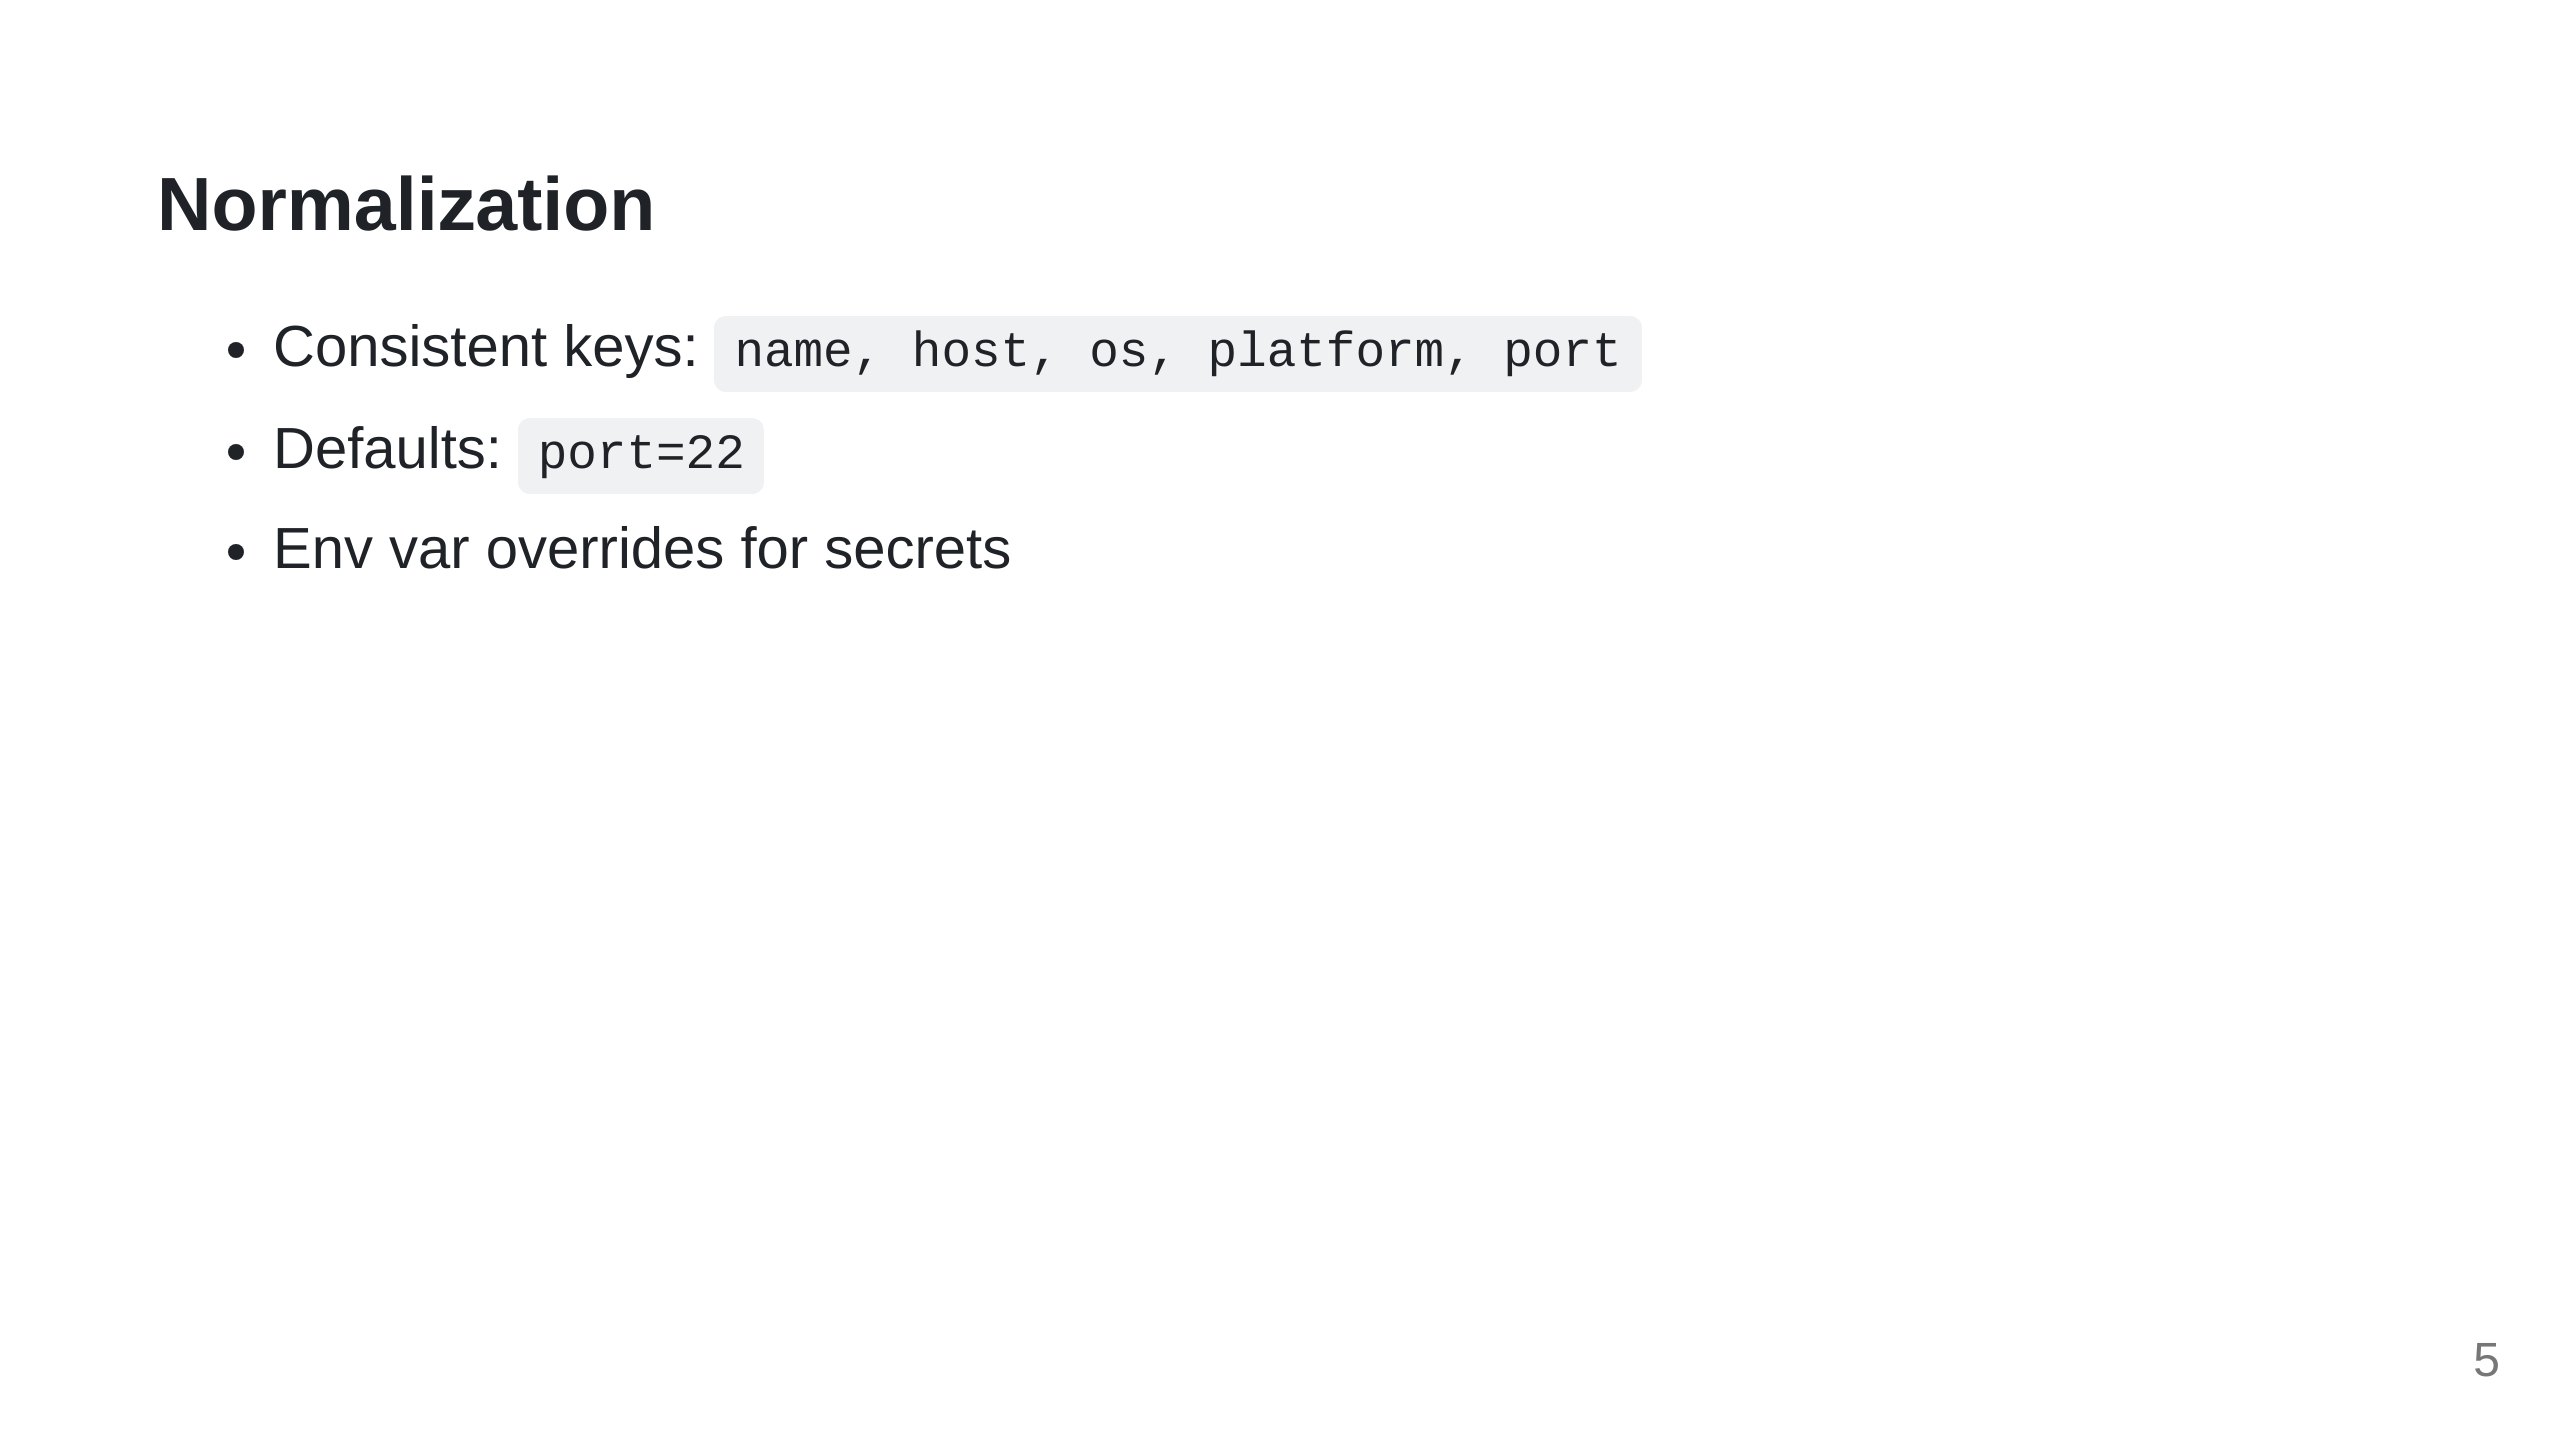 Normalization
• Consistent keys: name, host, os, platform, port
• Defaults: port=22
• Env var overrides for secrets
5